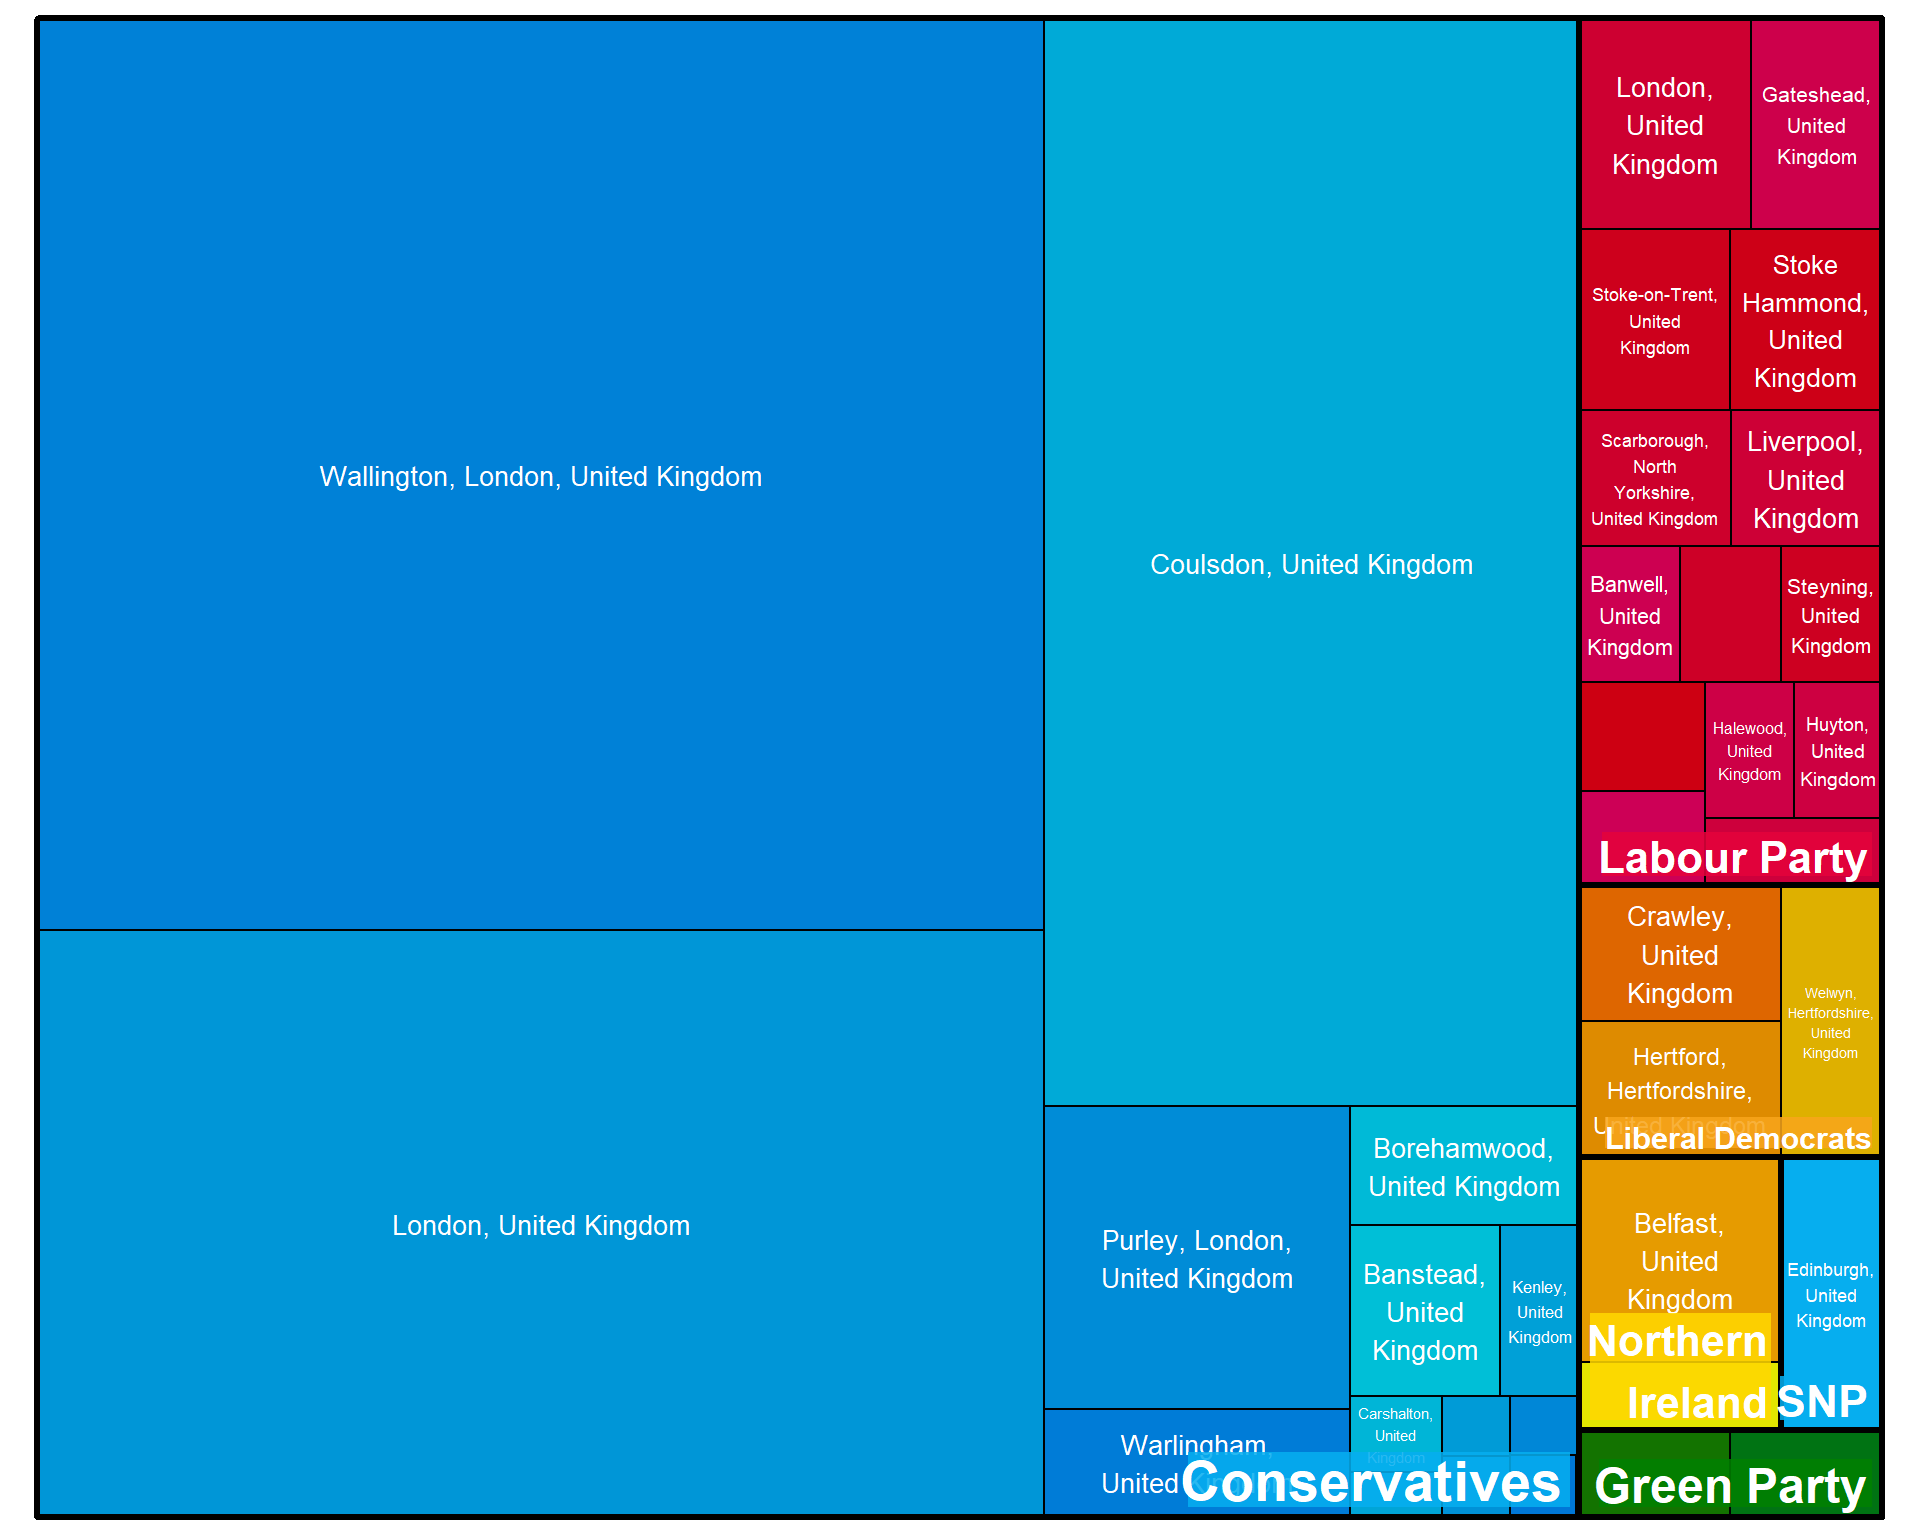 Wallington, London, United Kingdom
London, United Kingdom
Coulsdon, United Kingdom
Purley, London,
United Kingdom
Warlingham,
United Kingdom
Borehamwood,
United Kingdom
Banstead,
United
Kingdom
Kenley,
United
Kingdom
Carshalton,
United
Kingdom
Conservatives
London,
United
Kingdom
Gateshead,
United
Kingdom
Stoke-on-Trent,
United
Kingdom
Stoke
Hammond,
United
Kingdom
Scarborough,
North
Yorkshire,
United Kingdom
Liverpool,
United
Kingdom
Banwell,
United
Kingdom
Steyning,
United
Kingdom
Halewood,
United
Kingdom
Huyton,
United
Kingdom
Labour Party
Crawley,
United
Kingdom
Hertford,
Hertfordshire,
United Kingdom
Welwyn,
Hertfordshire,
United
Kingdom
Liberal Democrats
Belfast,
United
Kingdom
Northern
Ireland
Edinburgh,
United
Kingdom
SNP
Green Party